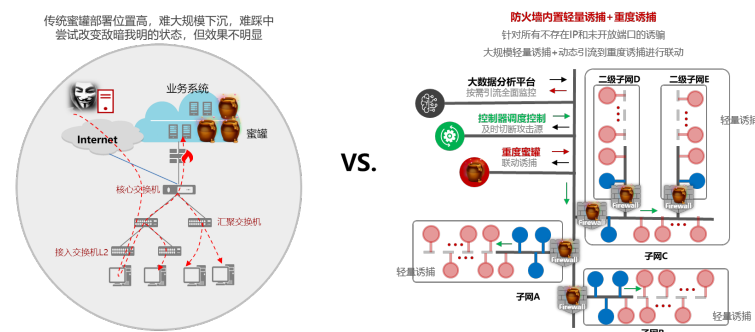 传统蜜罐部署位置高，难大规模下沉，难踩中
尝试改变敌暗我明的状态，但效果不明显
业务系统
Internet
蜜罐
核心交换机
汇聚交换机
接入交换机L2
VS.
防火墙内置轻量诱捕+重度诱捕
针对所有不存在IP和未开放端口的诱骗
大规模轻量诱捕+动态引流到重度诱捕进行联动
大数据分析平台
按需引流全面监控
控制器调度控制
及时切断攻击源
重度蜜罐
联动诱捕
二级子网D
二级子网E
轻量诱捕
Firewall
Firewall
Firewall
子网C
轻量诱捕
Firewall
子网A
Firewall
轻量诱捕
子网B